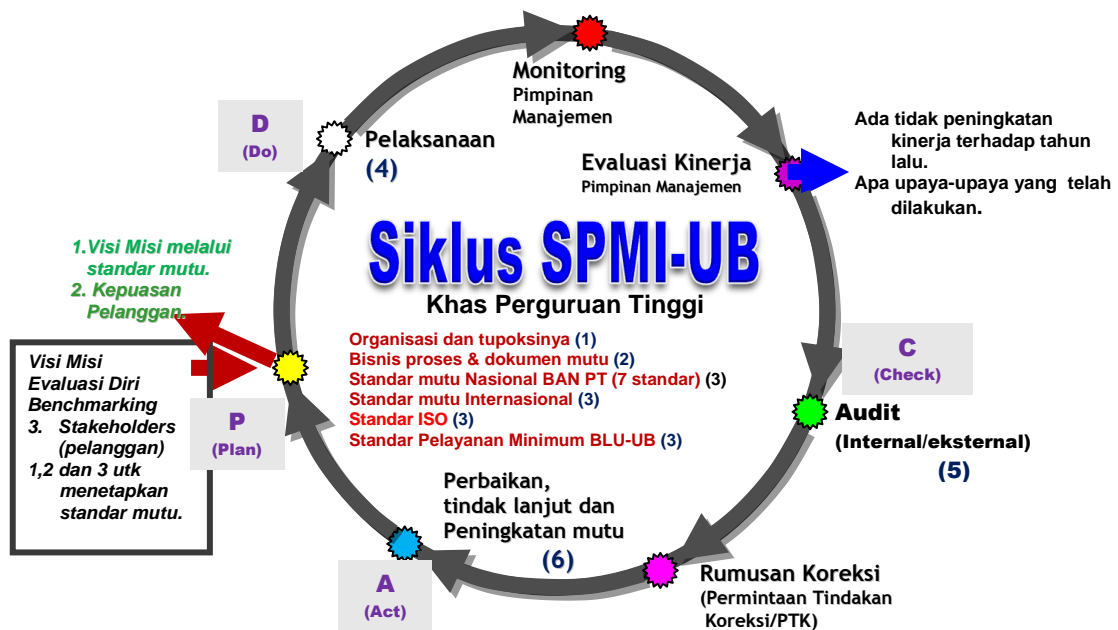 Monitoring
Pimpinan
Manajemen
D
(Do)
Pelaksanaan
(4)
Evaluasi Kinerja
Pimpinan Manajemen
Ada tidak peningkatan
kinerja terhadap tahun
lalu.
Apa upaya-upaya yang telah
dilakukan.
Siklus SPMI-UB
Khas Perguruan Tinggi
1.Visi Misi melalui
standar mutu.
2. Kepuasan
Pelanggan.
Visi Misi
Evaluasi Diri
Benchmarking
3. Stakeholders
(pelanggan)
1,2 dan 3 utk
menetapkan
standar mutu.
P
(Plan)
Organisasi dan tupoksinya (1)
Bisnis proses & dokumen mutu (2)
Standar mutu Nasional BAN PT (7 standar) (3)
Standar mutu Internasional (3)
Standar ISO (3)
Standar Pelayanan Minimum BLU-UB (3)
C
(Check)
Audit
(Internal/eksternal)
(5)
Perbaikan,
tindak lanjut dan
Peningkatan mutu
(6)
A
(Act)
Rumusan Koreksi
(Permintaan Tindakan
Koreksi/PTK)